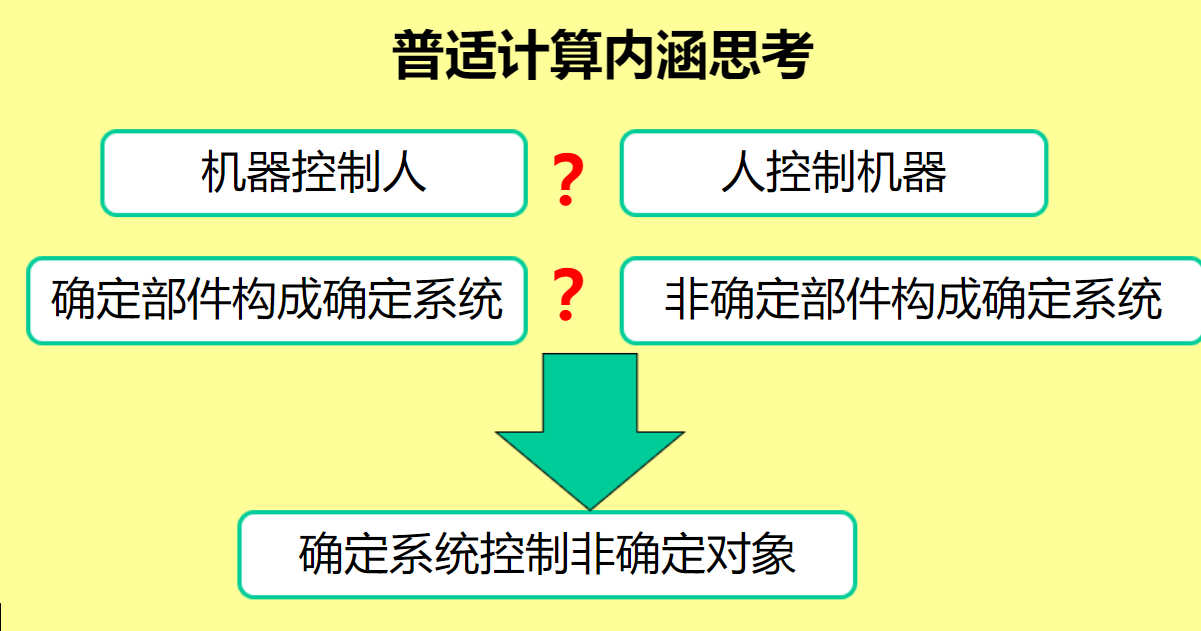 普适计算内涵思考
机器控制人 ? 人控制机器
确定部件构成确定系统 ? 非确定部件构成确定系统
确定系统控制非确定对象